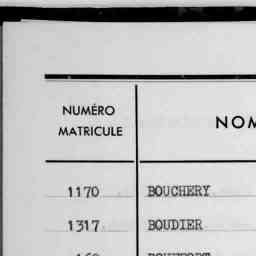 NUMÉRO
MATRICULE
NOM
1170 BOUCHERY
1317 BOUDIER